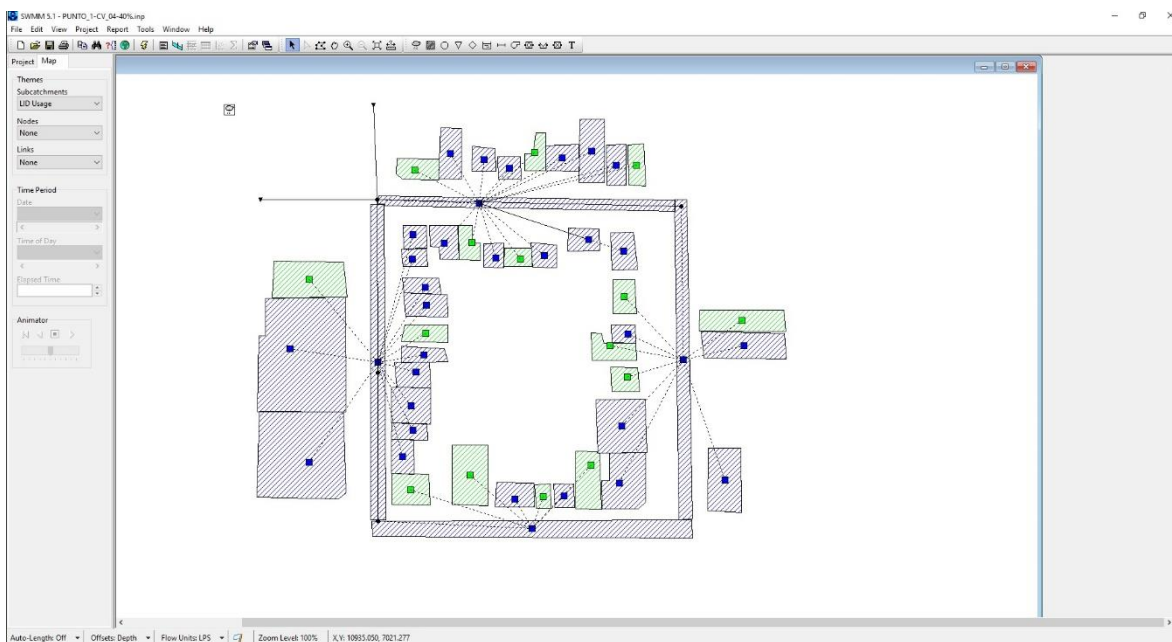 SWMM 5.1 - PUNTO_1-CV_04-40%.inp
File Edit View Project Report Tools Window Help
Project Map
Themes
Subcatchments
LID Usage
Nodes
None
Links
None
Time Period
Date
Time of Day
Elapsed Time
Animator
Auto-Length: Off Offsets: Depth Flow Units: LPS Zoom Level: 100% X,Y: 10935.050, 7021.277